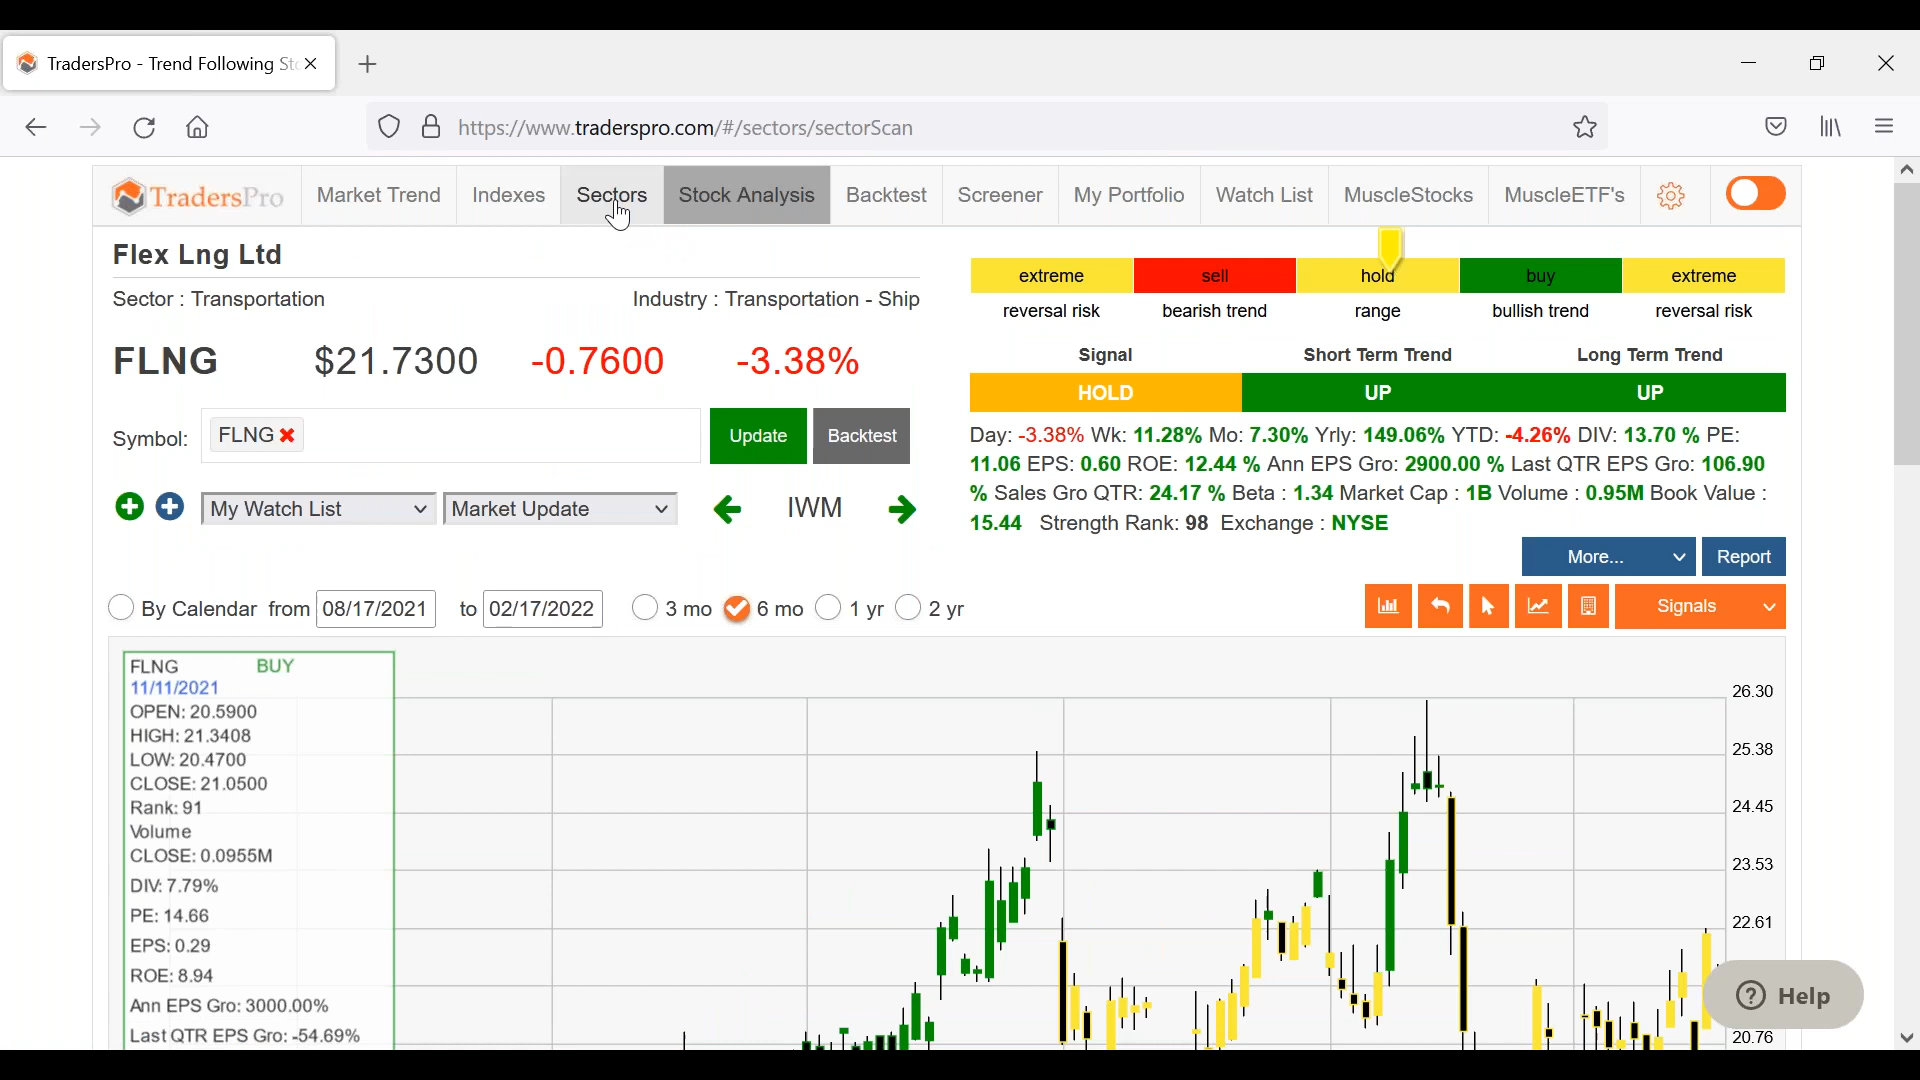 TradersPro - Trend Following Sto
https://www.traderspro.com/#/sectors/sectorScan
TradersPro Market Trend Indexes Sectors Stock Analysis Backtest Screener My Portfolio Watch List MuscleStocks MuscleETF's
Flex Lng Ltd
Sector : Transportation Industry : Transportation - Ship
FLNG $21.7300 -0.7600 -3.38%
Symbol: FLNG Update Backtest
My Watch List Market Update IWM
extreme sell hold buy extreme
reversal risk bearish trend range bullish trend reversal risk
Signal Short Term Trend Long Term Trend
HOLD UP UP
Day: -3.38% Wk: 11.28% Mo: 7.30% Yrly: 149.06% YTD: -4.26% DIV: 13.70 % PE:
11.06 EPS: 0.60 ROE: 12.44 % Ann EPS Gro: 2900.00 % Last QTR EPS Gro: 106.90
% Sales Gro QTR: 24.17 % Beta : 1.34 Market Cap : 1B Volume : 0.95M Book Value :
15.44 Strength Rank: 98 Exchange : NYSE
More... Report
By Calendar from 08/17/2021 to 02/17/2022 3 mo 6 mo 1 yr 2 yr
Signals
FLNG BUY
11/11/2021
OPEN: 20.5900
HIGH: 21.3408
LOW: 20.4700
CLOSE: 21.0500
Rank: 91
Volume
CLOSE: 0.0955M
DIV: 7.79%
PE: 14.66
EPS: 0.29
ROE: 8.94
Ann EPS Gro: 3000.00%
Last QTR EPS Gro: -54.69%
26.30
25.38
24.45
23.53
22.61
20.76
Help